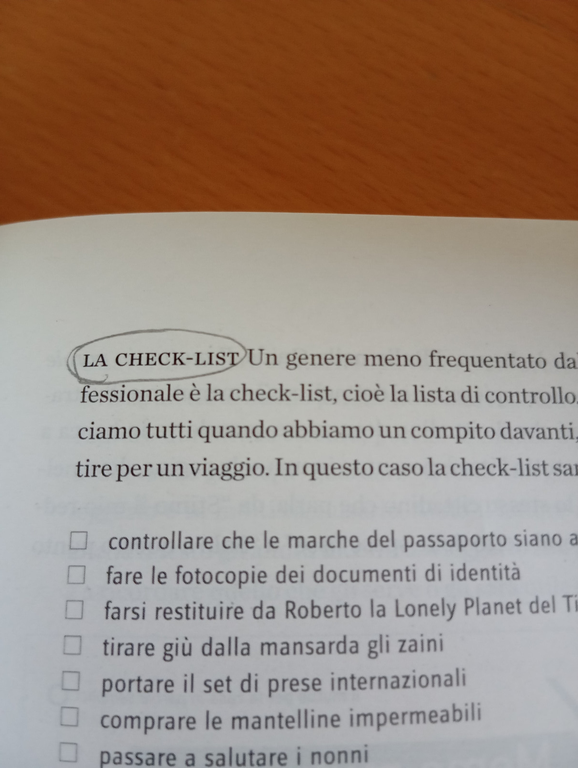 LA CHECK-LIST Un genere meno frequentato
fessionale è la check-list, cioè la lista di controllo
ciamo tutti quando abbiamo un compito davanti,
tire per un viaggio. In questo caso la check-list
controllare che le marche del passaporto siano
fare le fotocopie dei documenti di identità
farsi restituire da Roberto la Lonely Planet del
tirare giù dalla mansarda gli zaini
portare il set di prese internazionali
comprare le mantelline impermeabili
passare a salutare i nonni